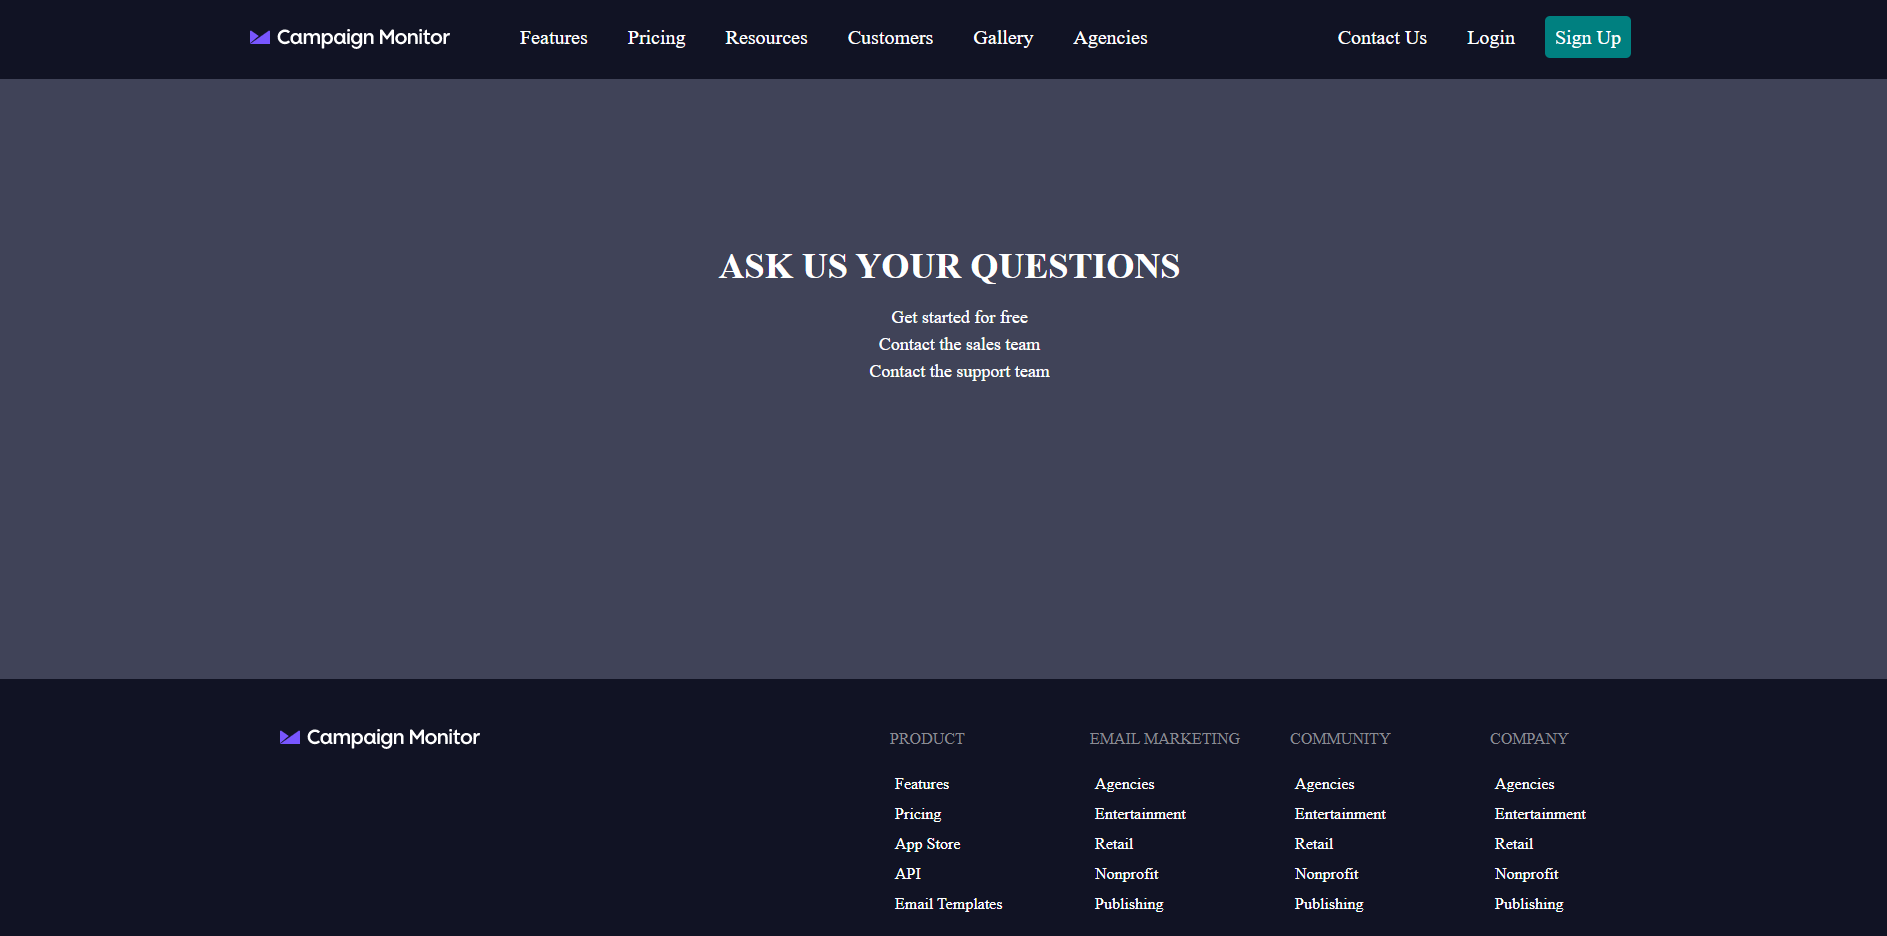 Campaign Monitor Features Pricing Resources Customers Gallery Agencies Contact Us Login Sign Up
ASK US YOUR QUESTIONS
Get started for free
Contact the sales team
Contact the support team
Campaign Monitor
PRODUCT
Features
Pricing
App Store
API
Email Templates
EMAIL MARKETING
Agencies
Entertainment
Retail
Nonprofit
Publishing
COMMUNITY
Agencies
Entertainment
Retail
Nonprofit
Publishing
COMPANY
Agencies
Entertainment
Retail
Nonprofit
Publishing